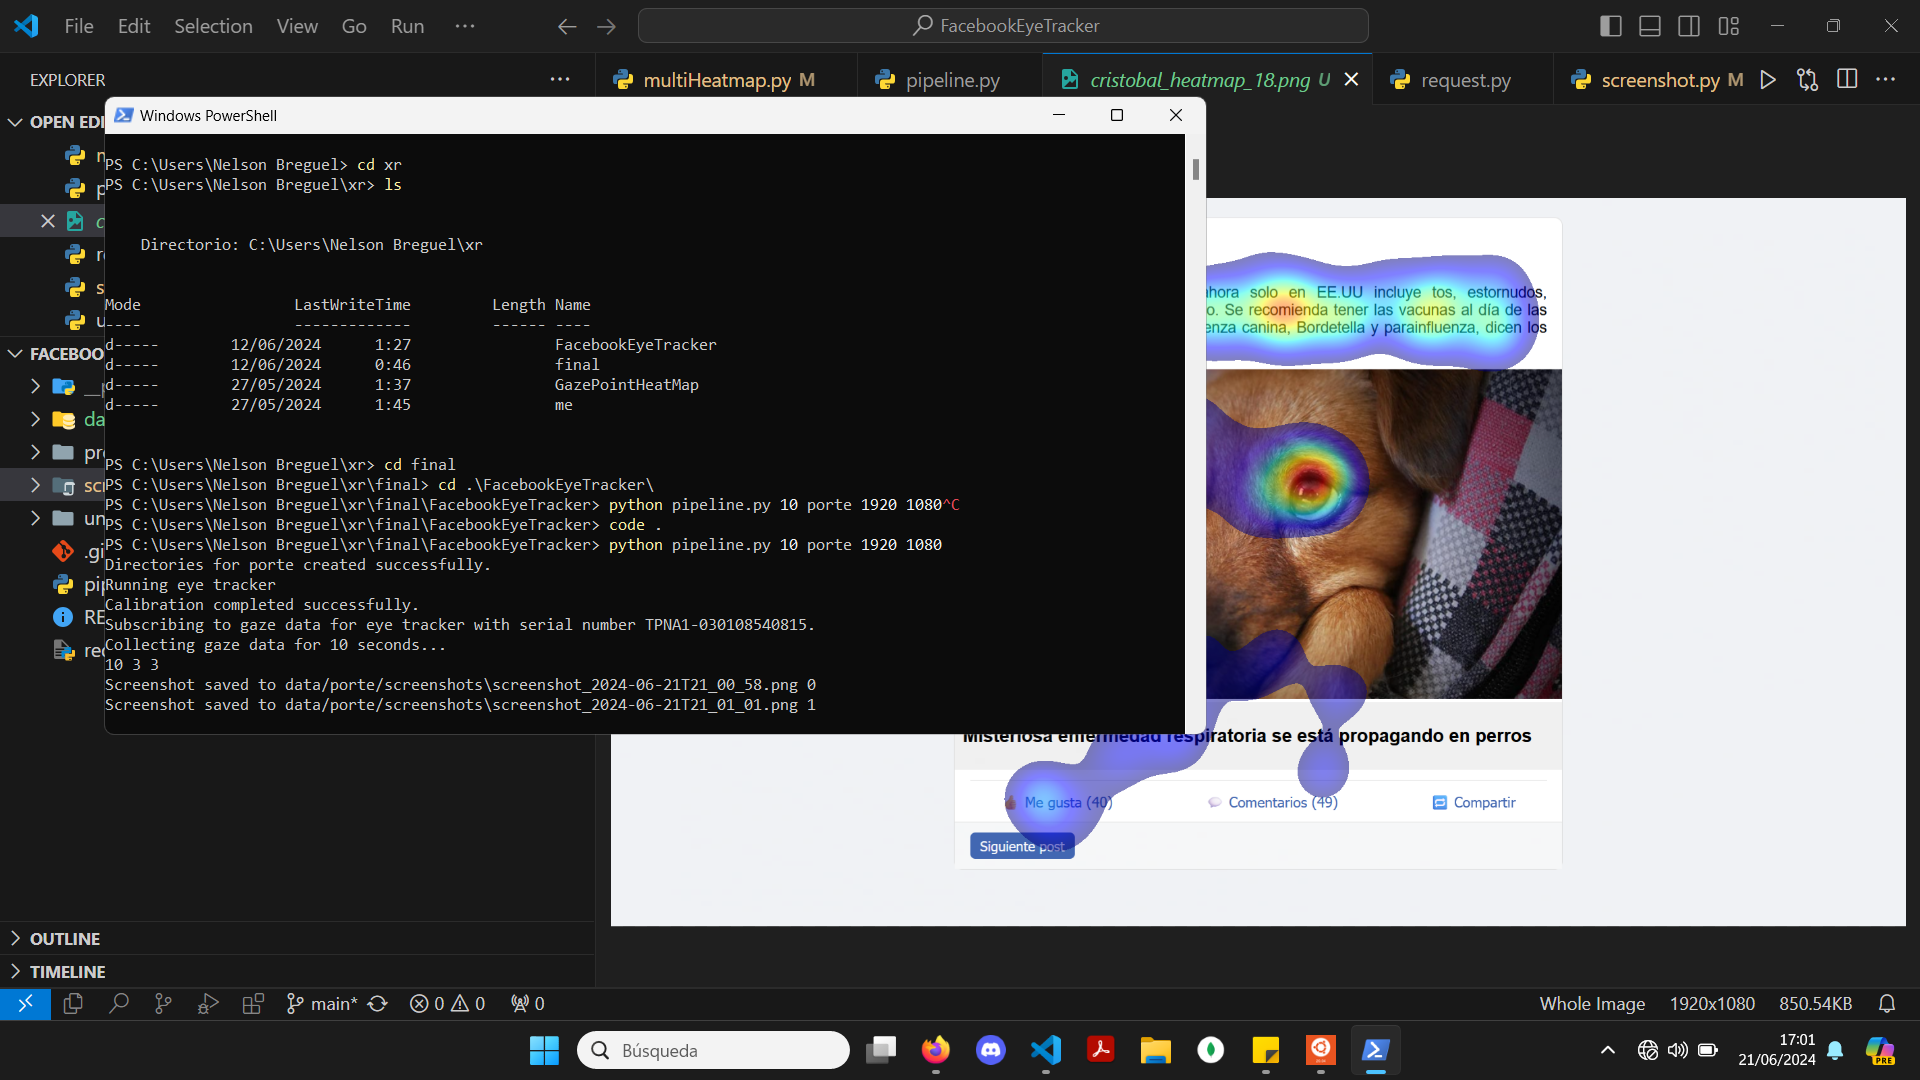 File Edit Selection View Go Run ··· FacebookEyeTracker
EXPLORER ···
multiHeatmap.py M pipeline.py cristobal_heatmap_18.png U request.py screenshot.py M
OPEN EDI
Windows PowerShell
PS C:\Users\Nelson Breguel> cd xr
PS C:\Users\Nelson Breguel\xr> ls
Directorio: C:\Users\Nelson Breguel\xr
Mode LastWriteTime Length Name
---- ------------- ------ ----
d----- 12/06/2024 1:27 FacebookEyeTracker
d----- 12/06/2024 0:46 final
d----- 27/05/2024 1:37 GazePointHeatMap
d----- 27/05/2024 1:45 me
PS C:\Users\Nelson Breguel\xr> cd final
PS C:\Users\Nelson Breguel\xr\final> cd .\FacebookEyeTracker\
PS C:\Users\Nelson Breguel\xr\final\FacebookEyeTracker> python pipeline.py 10 porte 1920 1080^C
PS C:\Users\Nelson Breguel\xr\final\FacebookEyeTracker> code .
PS C:\Users\Nelson Breguel\xr\final\FacebookEyeTracker> python pipeline.py 10 porte 1920 1080
Directories for porte created successfully.
Running eye tracker
Calibration completed successfully.
Subscribing to gaze data for eye tracker with serial number TPNA1-030108540815.
Collecting gaze data for 10 seconds...
10 3 3
Screenshot saved to data/porte/screenshots\screenshot_2024-06-21T21_00_58.png 0
Screenshot saved to data/porte/screenshots\screenshot_2024-06-21T21_01_01.png 1
FACEBOO
da
pr
scr
un
.gi
pip
RE
rec
ahora solo en EE.UU incluye tos, estornudos,
o. Se recomienda tener las vacunas al día de las
enza canina, Bordetella y parainfluenza, dicen los
Misteriosa enfermedad respiratoria se está propagando en perros
Me gusta (40) Comentarios (49) Compartir
Siguiente post
OUTLINE
TIMELINE
main* 0 0 0 Whole Image 1920x1080 850.54KB
Búsqueda
17:01
21/06/2024
PRE